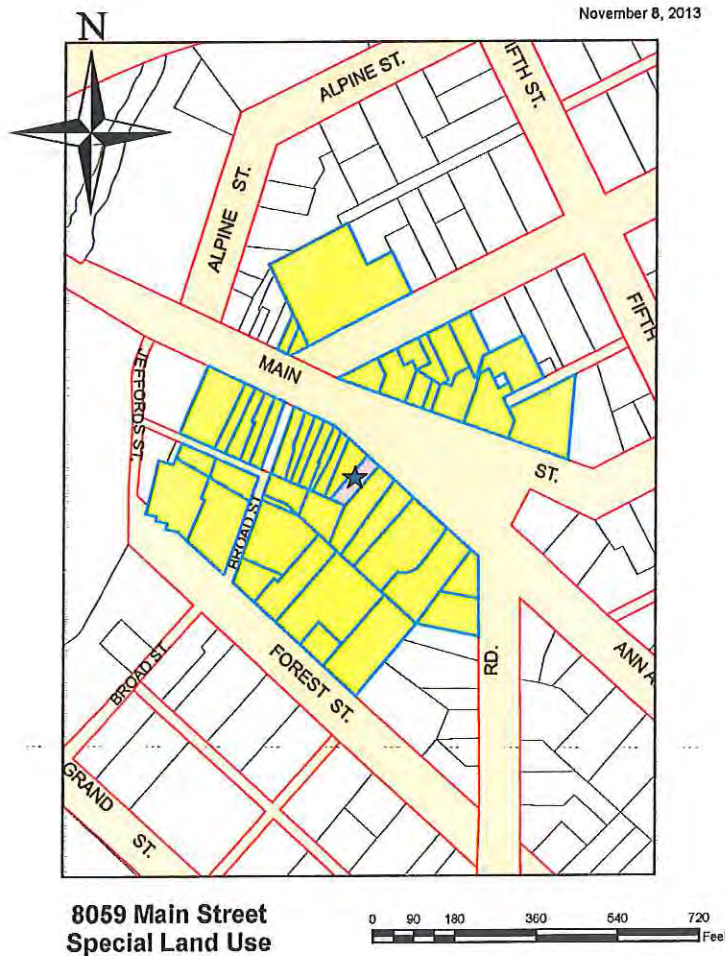 November 8, 2013
N
ALPINE ST.
FIFTH ST.
ALPINE ST.
FIFTH
MAIN
JEFFORDS ST.
ST.
BROAD ST.
RD.
ANN A
FOREST ST.
BROAD ST.
GRAND ST.
8059 Main Street
Special Land Use
0 90 180 360 540 720
Feet